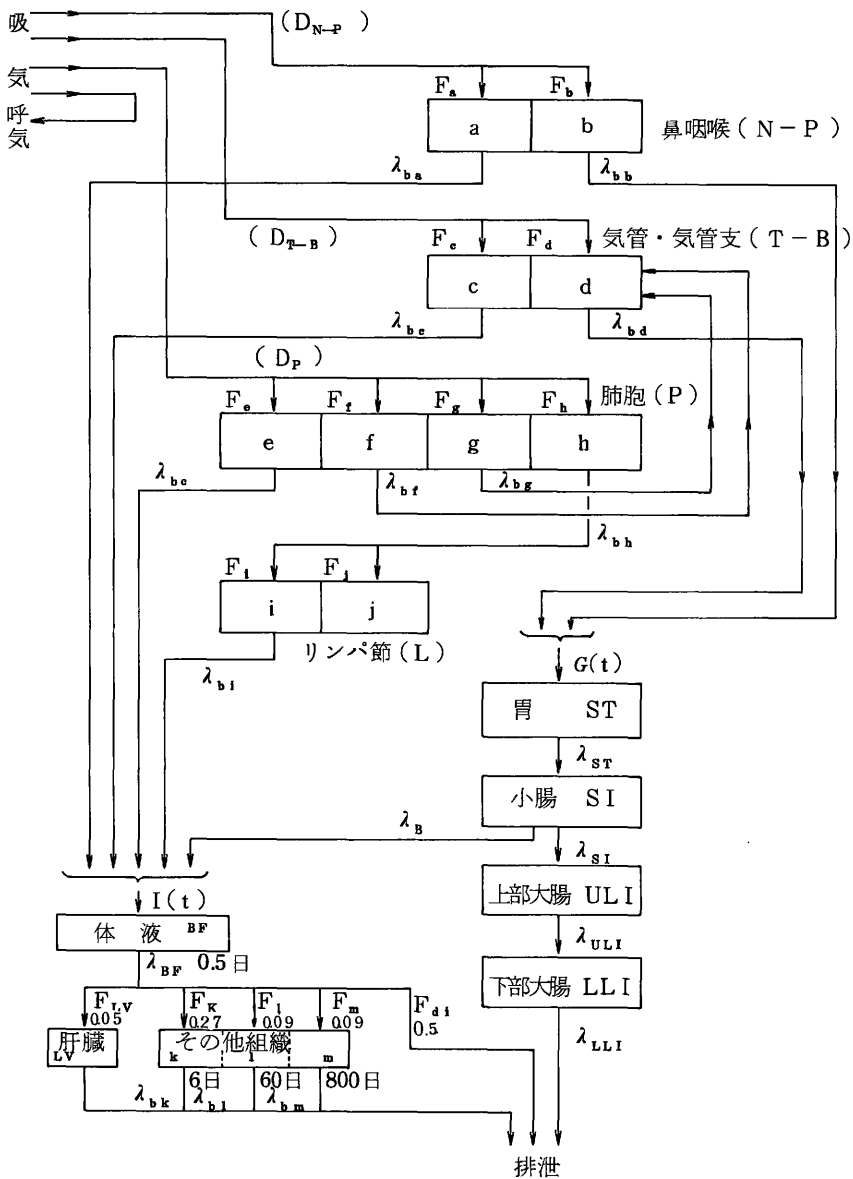 吸
(D_N–P)
気
呼
気
F_a F_b
a b
鼻咽喉(N-P)
λ_ba λ_bb
(D_T–B)
F_c F_d
気管・気管支(T-B)
c d
λ_bc λ_bd
(D_P)
肺胞(P)
F_e F_f F_g F_h
e f g h
λ_bc λ_bf λ_bg
λ_bh
F_i F_j
i j
リンパ節(L)
λ_bi
G(t)
胃 ST
λ_ST
小腸 SI
λ_B
λ_SI
I(t)
上部大腸 ULI
体液 BF
λ_ULI
λ_BF 0.5日
下部大腸 LLI
F_LV F_K F_l F_m F_di
0.05 0.27 0.09 0.09 0.5
肝臓 その他組織
LV k l m
λ_LLI
6日 60日 800日
λ_bk λ_bl λ_bm
排泄